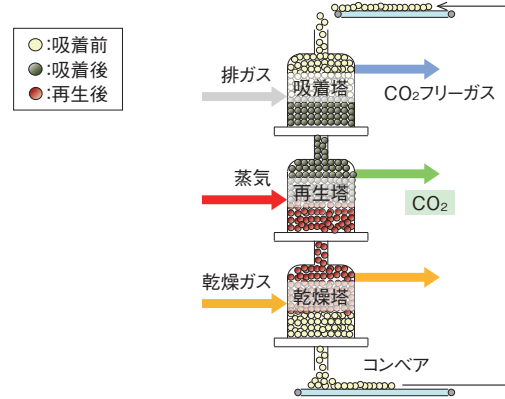 ○:吸着前
●:吸着後
●:再生後
排ガス
吸着塔
CO₂フリーガス
蒸気
再生塔
CO₂
乾燥ガス
乾燥塔
コンベア